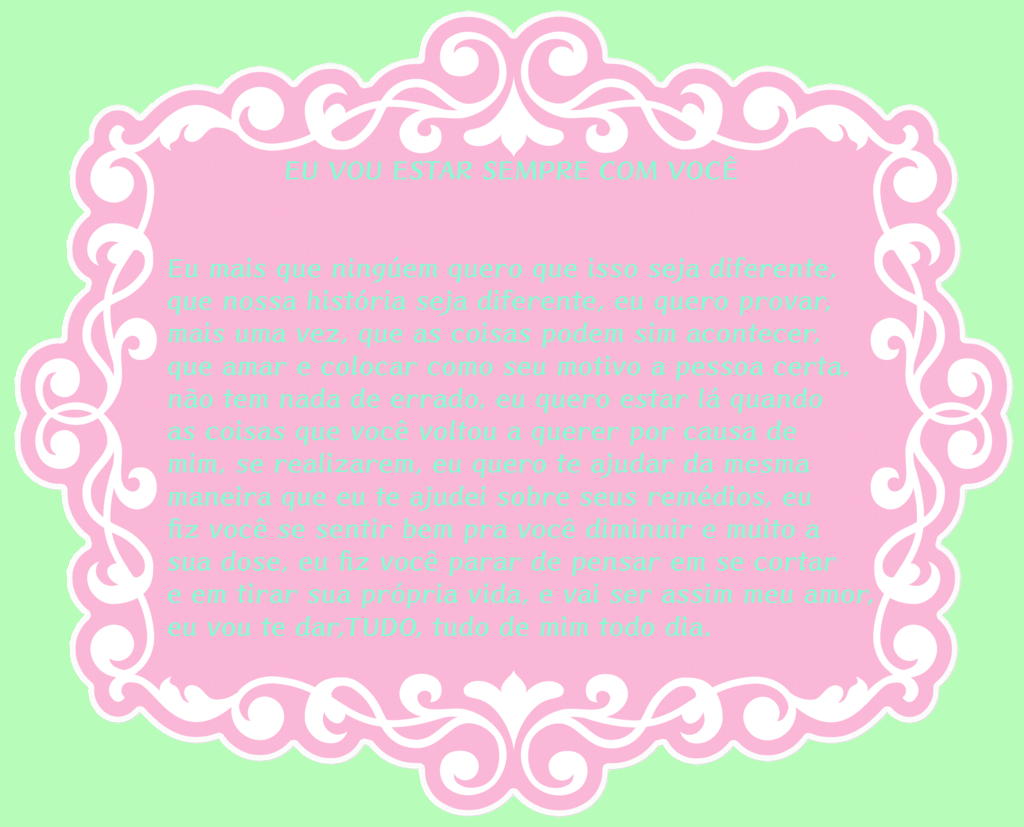 EU VOU ESTAR SEMPRE COM VOCÊ
Eu mais que ningúem quero que isso seja diferente,
que nossa história seja diferente, eu quero provar,
mais uma vez, que as coisas podem sim acontecer,
que amar e colocar como seu motivo a pessoa certa,
não tem nada de errado, eu quero estar lá quando
as coisas que você voltou a querer por causa de
mim, se realizarem, eu quero te ajudar da mesma
maneira que eu te ajudei sobre seus remédios, eu
fiz você se sentir bem pra você diminuir e muito a
sua dose, eu fiz você parar de pensar em se cortar
e em tirar sua própria vida, e vai ser assim meu amor,
eu vou te dar,TUDO, tudo de mim todo dia.